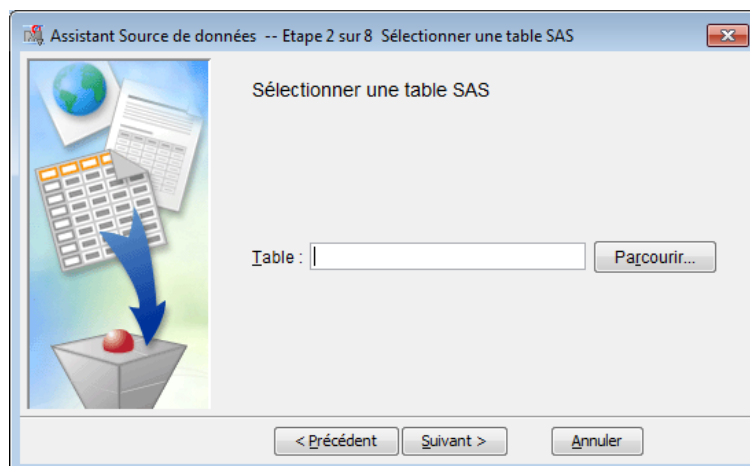 Assistant Source de données -- Etape 2 sur 8 Sélectionner une table SAS
Sélectionner une table SAS
Table : Parcourir...
< Précédent Suivant > Annuler